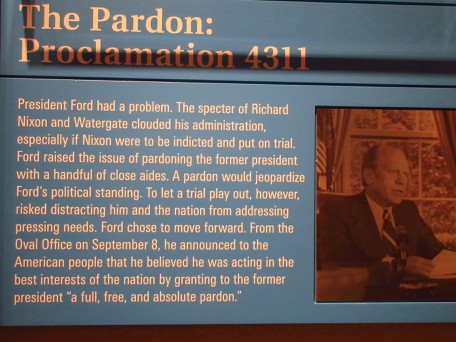 The Pardon:
Proclamation 4311
President Ford had a problem. The specter of Richard
Nixon and Watergate clouded his administration,
especially if Nixon were to be indicted and put on trial.
Ford raised the issue of pardoning the former president
with a handful of close aides. A pardon would jeopardize
Ford's political standing. To let a trial play out, however,
risked distracting him and the nation from addressing
pressing needs. Ford chose to move forward. From the
Oval Office on September 8, he announced to the
American people that he believed he was acting in the
best interests of the nation by granting to the former
president “a full, free, and absolute pardon.”